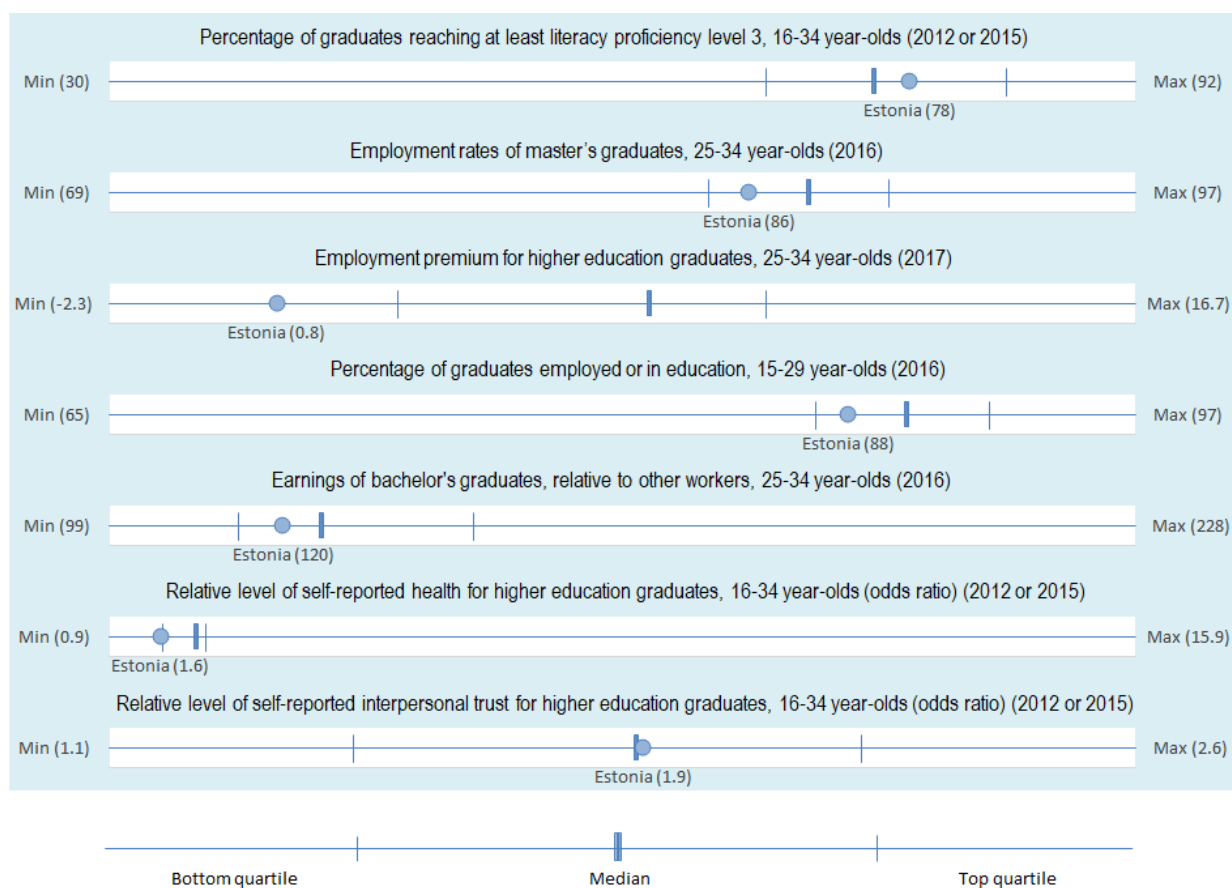 Percentage of graduates reaching at least literacy proficiency level 3, 16-34 year-olds (2012 or 2015)
Min (30)
Max (92)
Estonia (78)
Employment rates of master's graduates, 25-34 year-olds (2016)
Min (69)
Max (97)
Estonia (86)
Employment premium for higher education graduates, 25-34 year-olds (2017)
Min (-2.3)
Max (16.7)
Estonia (0.8)
Percentage of graduates employed or in education, 15-29 year-olds (2016)
Min (65)
Max (97)
Estonia (88)
Earnings of bachelor's graduates, relative to other workers, 25-34 year-olds (2016)
Min (99)
Max (228)
Estonia (120)
Relative level of self-reported health for higher education graduates, 16-34 year-olds (odds ratio) (2012 or 2015)
Min (0.9)
Max (15.9)
Estonia (1.6)
Relative level of self-reported interpersonal trust for higher education graduates, 16-34 year-olds (odds ratio) (2012 or 2015)
Min (1.1)
Max (2.6)
Estonia (1.9)
Bottom quartile
Median
Top quartile